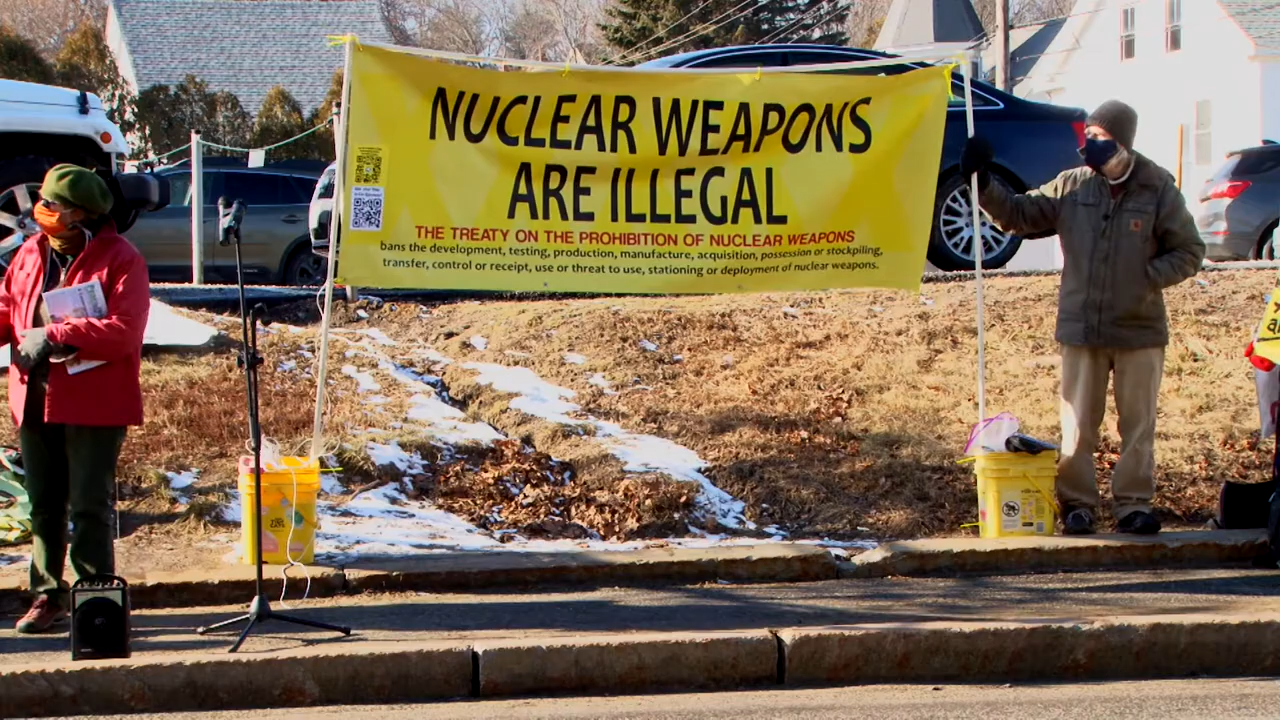 NUCLEAR WEAPONS
ARE ILLEGAL
THE TREATY ON THE PROHIBITION OF NUCLEAR WEAPONS
bans the development, testing, production, manufacture, acquisition, possession or stockpiling,
transfer, control or receipt, use or threat to use, stationing or deployment of nuclear weapons.